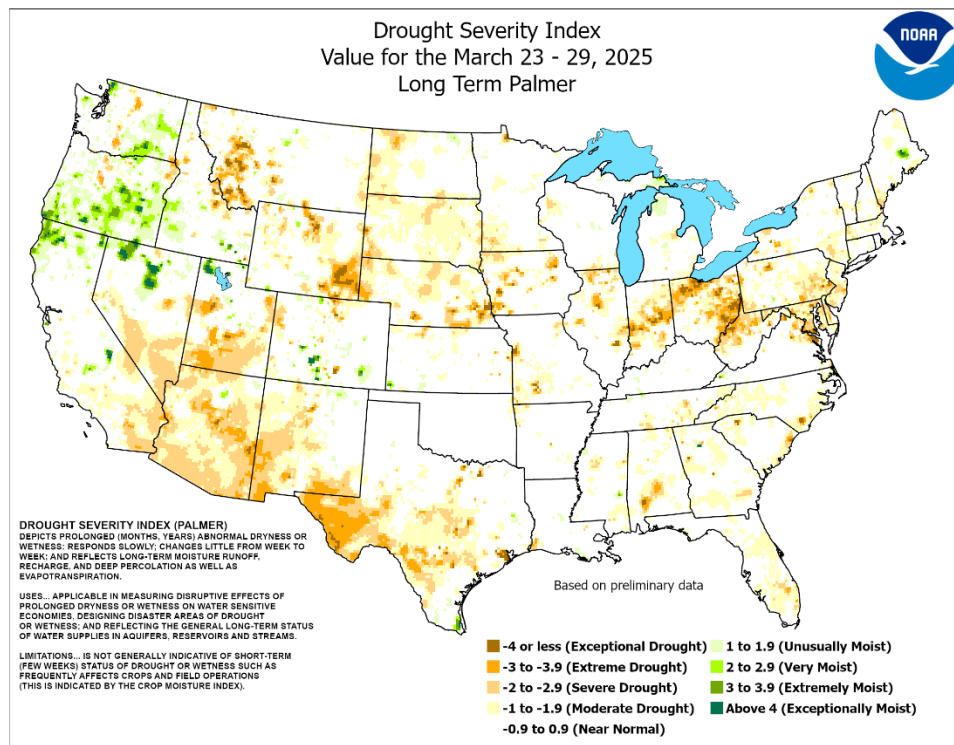 Drought Severity Index
Value for the March 23 - 29, 2025
Long Term Palmer
NOAA
DROUGHT SEVERITY INDEX (PALMER)
DEPICTS PROLONGED (MONTHS, YEARS) ABNORMAL DRYNESS OR
WETNESS: RESPONDS SLOWLY; CHANGES LITTLE FROM WEEK TO
WEEK; AND REFLECTS LONG-TERM MOISTURE RUNOFF,
RECHARGE, AND DEEP PERCOLATION AS WELL AS
EVAPOTRANSPIRATION.
USES... APPLICABLE IN MEASURING DISRUPTIVE EFFECTS OF
PROLONGED DRYNESS OR WETNESS ON WATER SENSITIVE
ECONOMIES, DESIGNING DISASTER AREAS OF DROUGHT
OR WETNESS; AND REFLECTING THE GENERAL LONG-TERM STATUS
OF WATER SUPPLIES IN AQUIFERS, RESERVOIRS AND STREAMS.
LIMITATIONS... IS NOT GENERALLY INDICATIVE OF SHORT-TERM
(FEW WEEKS) STATUS OF DROUGHT OR WETNESS SUCH AS
FREQUENTLY AFFECTS CROPS AND FIELD OPERATIONS
(THIS IS INDICATED BY THE CROP MOISTURE INDEX).
Based on preliminary data
-4 or less (Exceptional Drought)
-3 to -3.9 (Extreme Drought)
-2 to -2.9 (Severe Drought)
-1 to -1.9 (Moderate Drought)
-0.9 to 0.9 (Near Normal)
1 to 1.9 (Unusually Moist)
2 to 2.9 (Very Moist)
3 to 3.9 (Extremely Moist)
Above 4 (Exceptionally Moist)